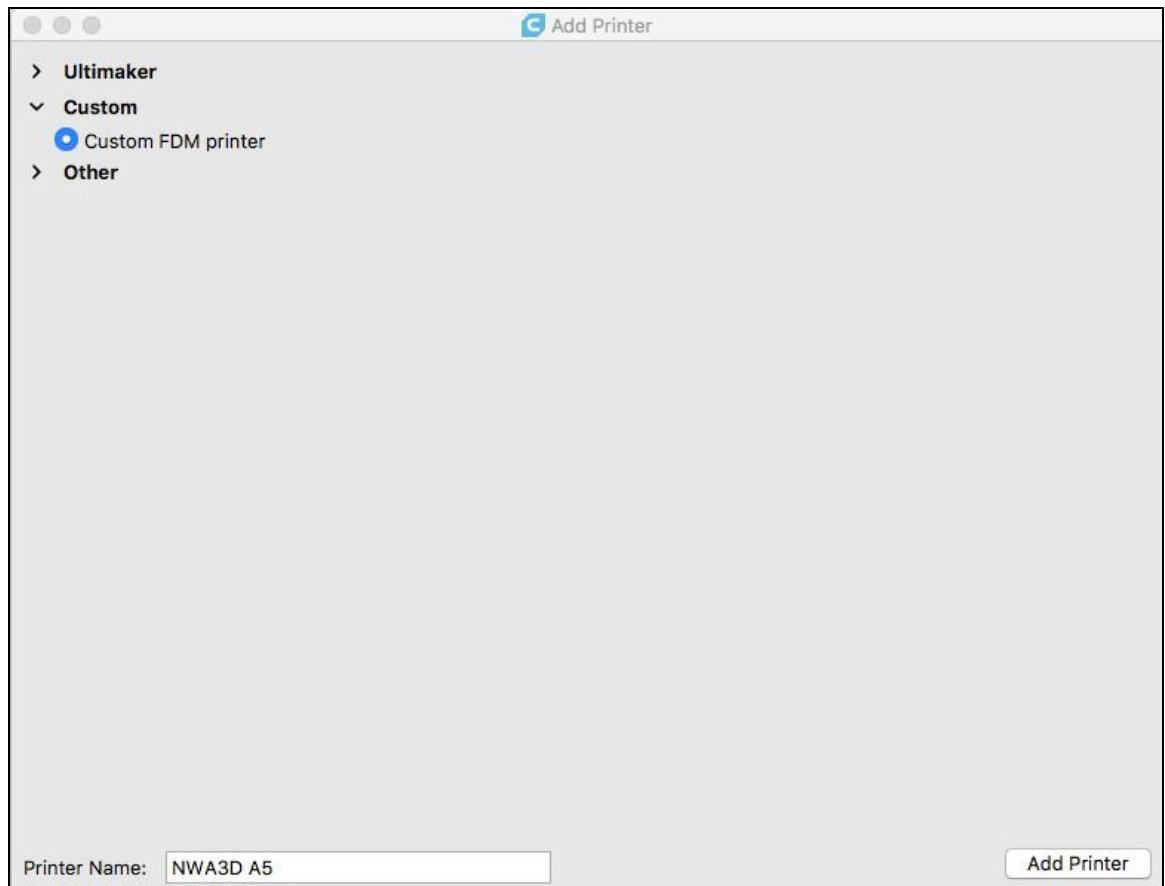 Add Printer
Ultimaker
Custom
Custom FDM printer
Other
Printer Name: NWA3D A5 Add Printer